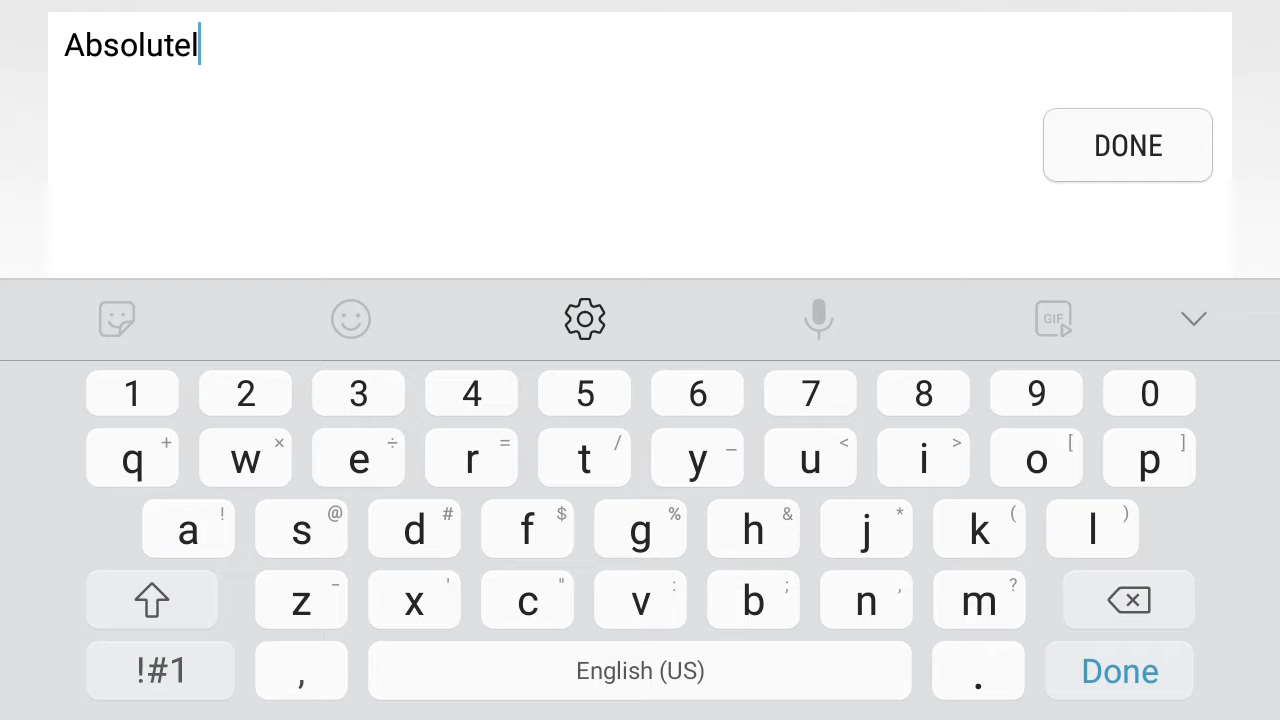 Absolutel
DONE
GIF
1 2 3 4 5 6 7 8 9 0
q + w × e ÷ r = t / y _ u < i > o [ p ]
a ! s @ d # f $ g % h & j * k ( l )
z - x ' c " v : b ; n , m ?
!#1 , English (US) . Done